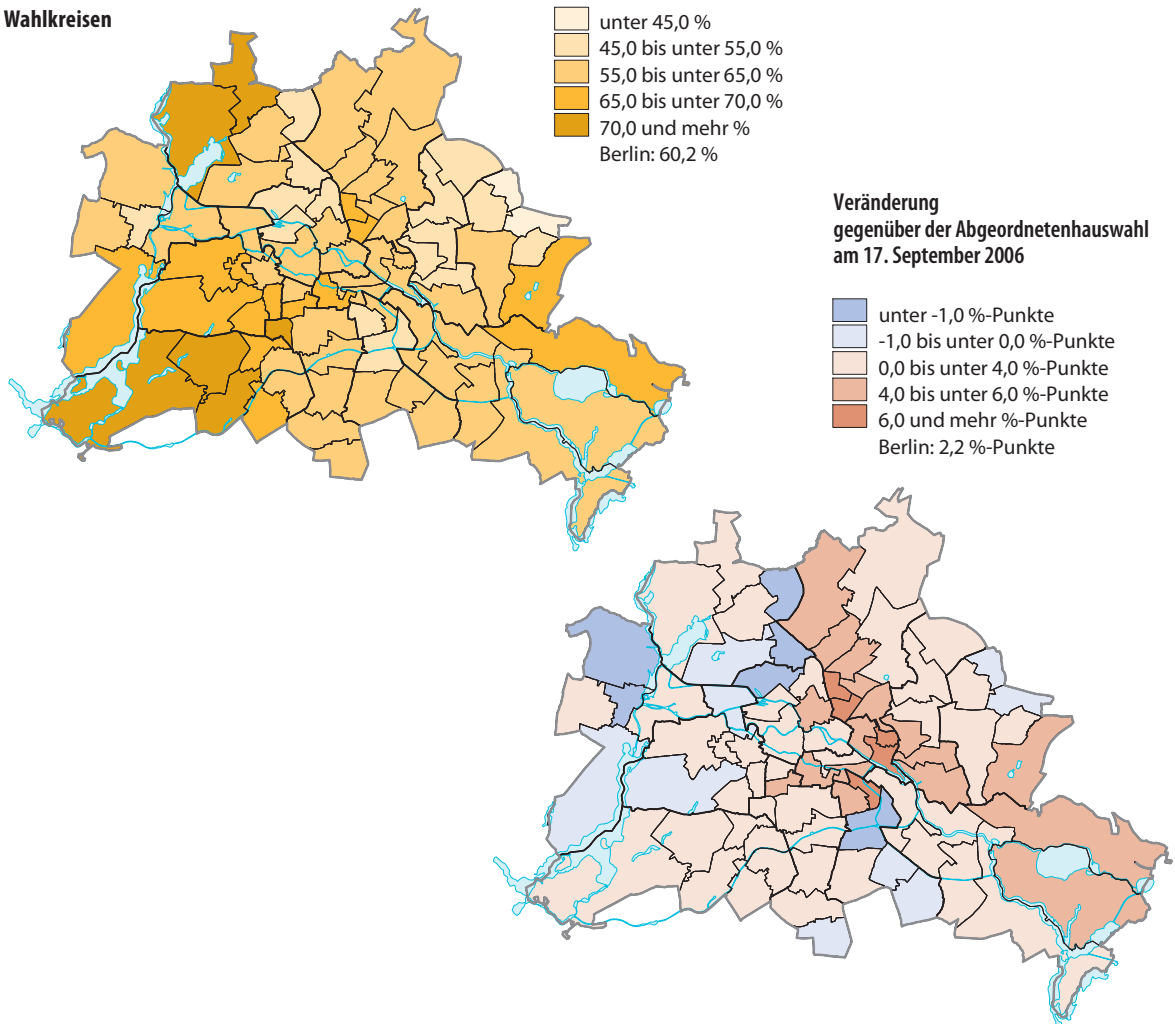 Wahlkreisen
unter 45,0 %
45,0 bis unter 55,0 %
55,0 bis unter 65,0 %
65,0 bis unter 70,0 %
70,0 und mehr %
Berlin: 60,2 %
Veränderung
gegenüber der Abgeordnetenhauswahl
am 17. September 2006
unter -1,0 %-Punkte
-1,0 bis unter 0,0 %-Punkte
0,0 bis unter 4,0 %-Punkte
4,0 bis unter 6,0 %-Punkte
6,0 und mehr %-Punkte
Berlin: 2,2 %-Punkte